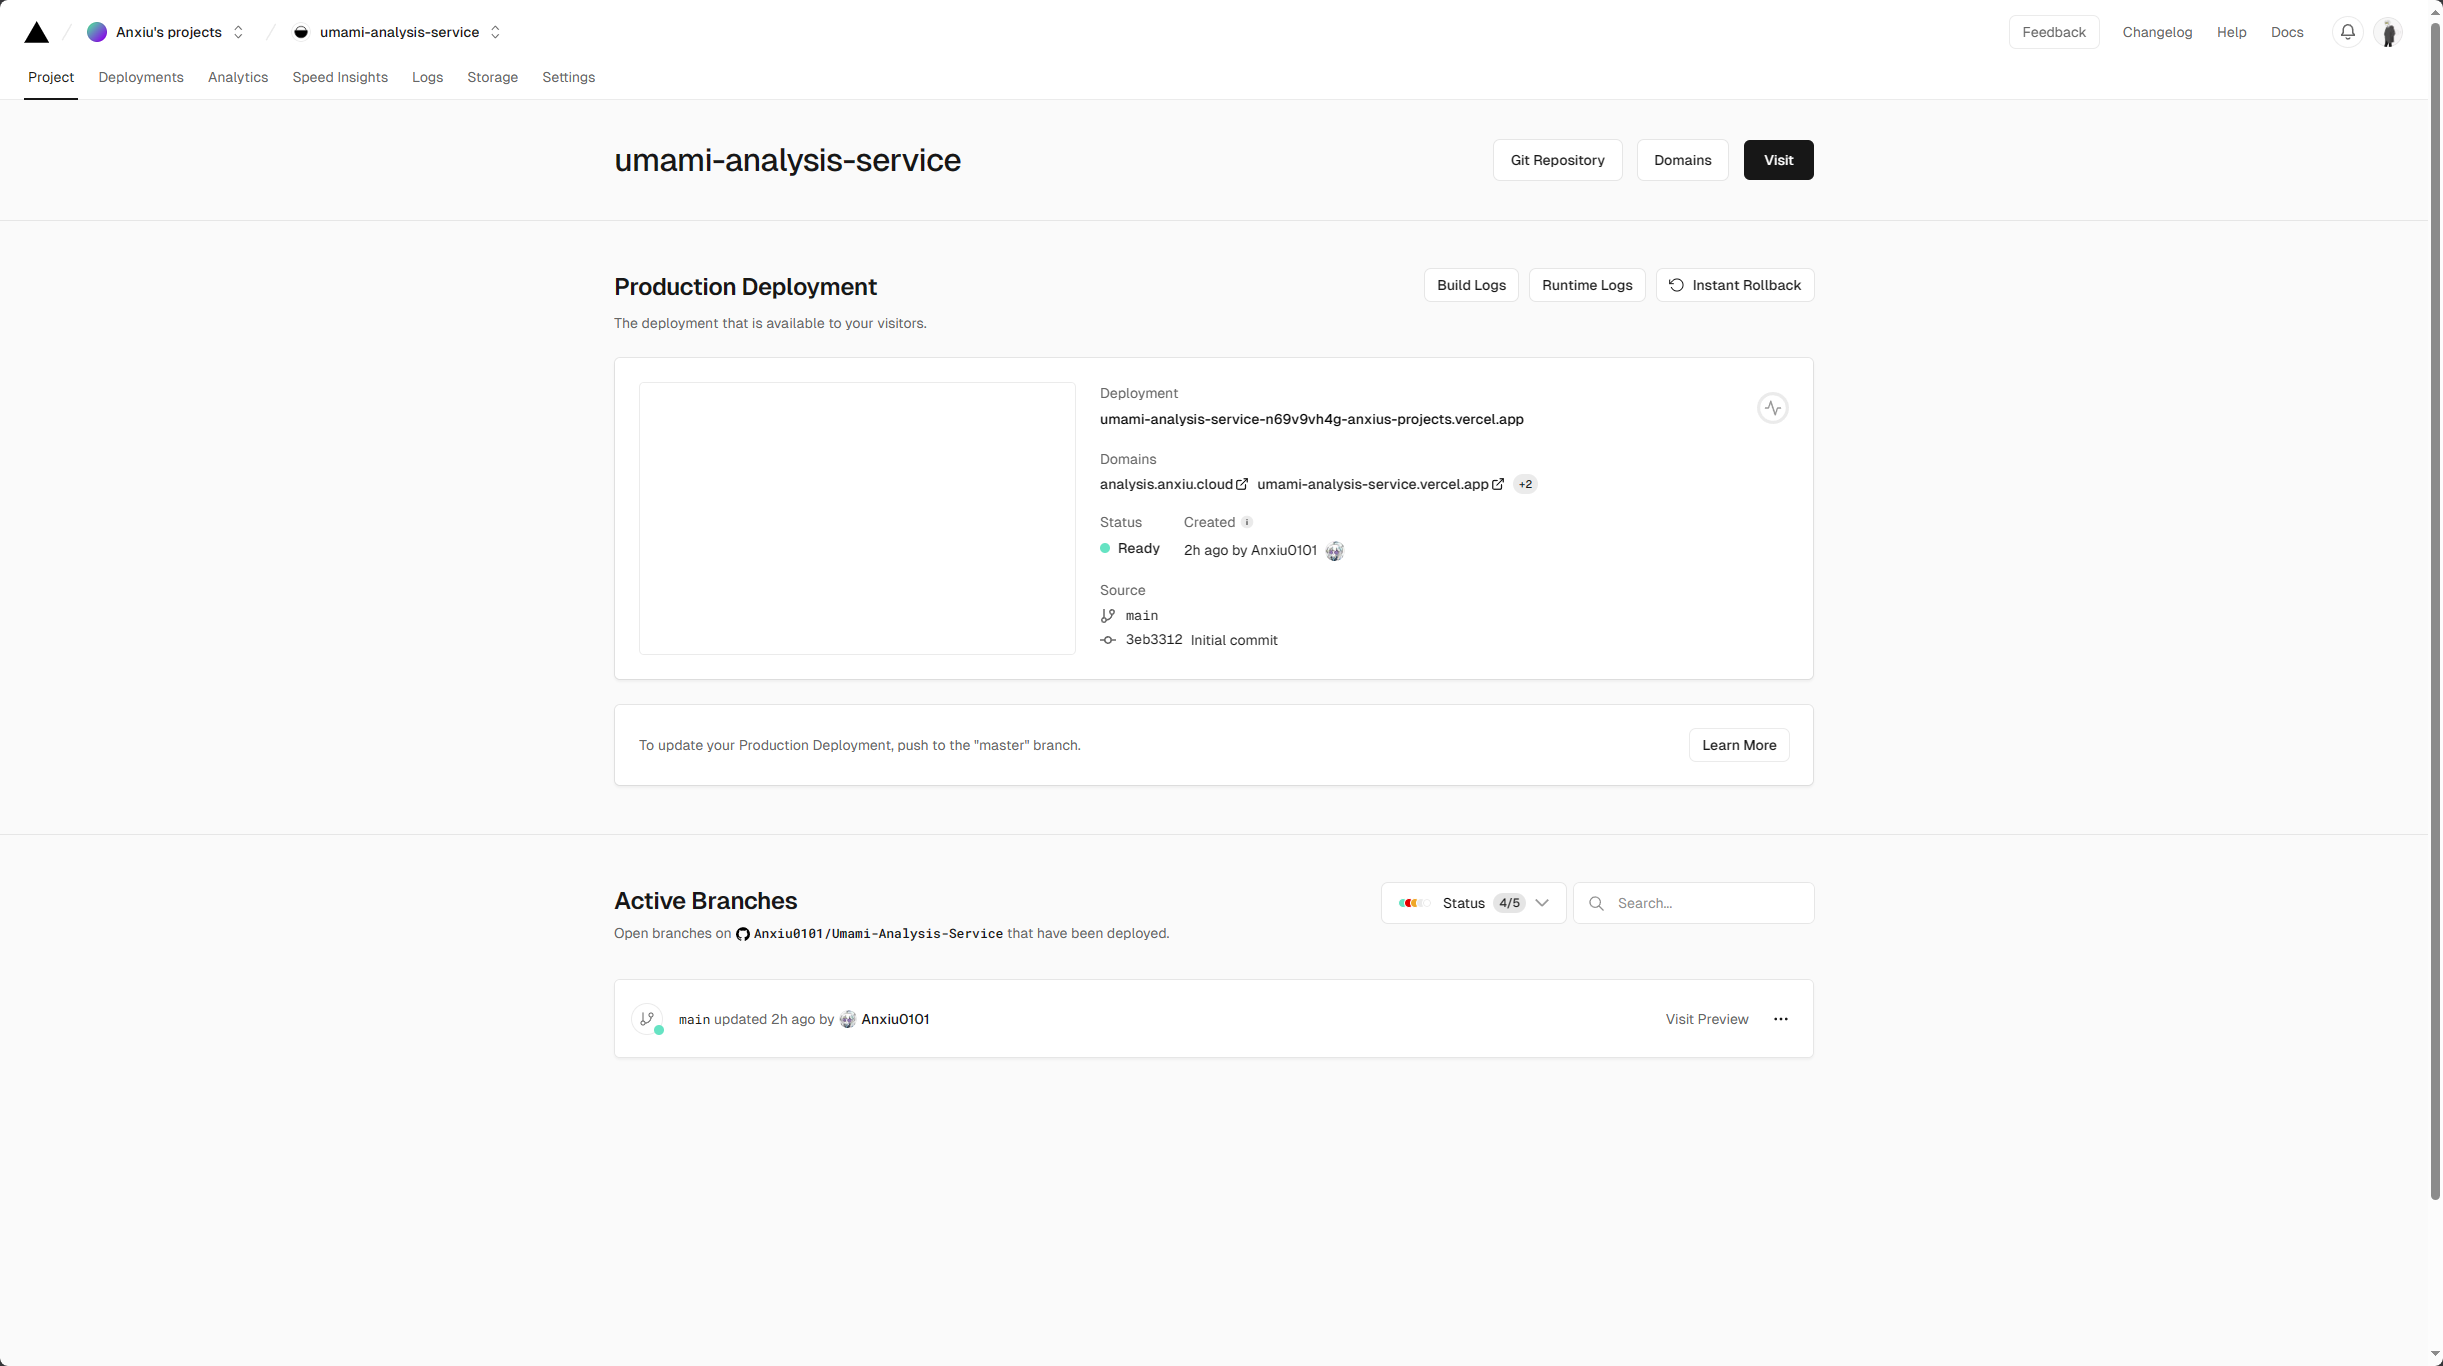 Anxiu's projects
umami-analysis-service
Feedback
Changelog
Help
Docs
Project
Deployments
Analytics
Speed Insights
Logs
Storage
Settings
umami-analysis-service
Git Repository
Domains
Visit
Production Deployment
Build Logs
Runtime Logs
Instant Rollback
The deployment that is available to your visitors.
Deployment
umami-analysis-service-n69v9vh4g-anxius-projects.vercel.app
Domains
analysis.anxiu.cloud umami-analysis-service.vercel.app +2
Status
Created
Ready
2h ago by Anxiu0101
Source
main
3eb3312 Initial commit
To update your Production Deployment, push to the "master" branch.
Learn More
Active Branches
Status 4/5
Search...
Open branches on Anxiu0101/Umami-Analysis-Service that have been deployed.
main updated 2h ago by Anxiu0101
Visit Preview